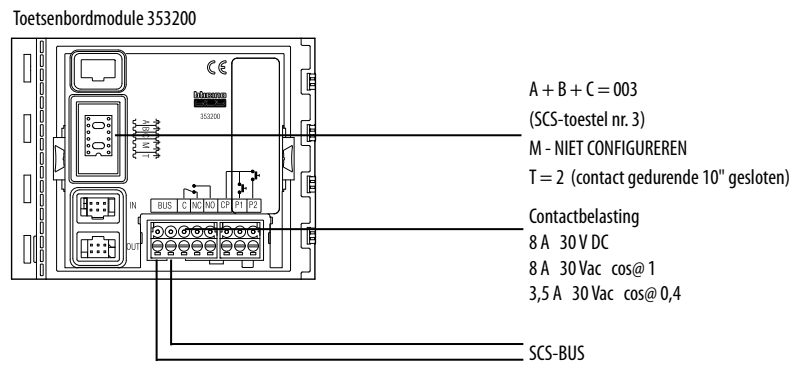 Toetsenbordmodule 353200
bticino
353200
A
B
C
M
T
IN
OUT
BUS C NC NO CP P1 P2
A + B + C = 003
(SCS-toestel nr. 3)
M - NIET CONFIGUREREN
T = 2 (contact gedurende 10" gesloten)
Contactbelasting
8 A 30 V DC
8 A 30 Vac cos@ 1
3,5 A 30 Vac cos@ 0,4
SCS-BUS